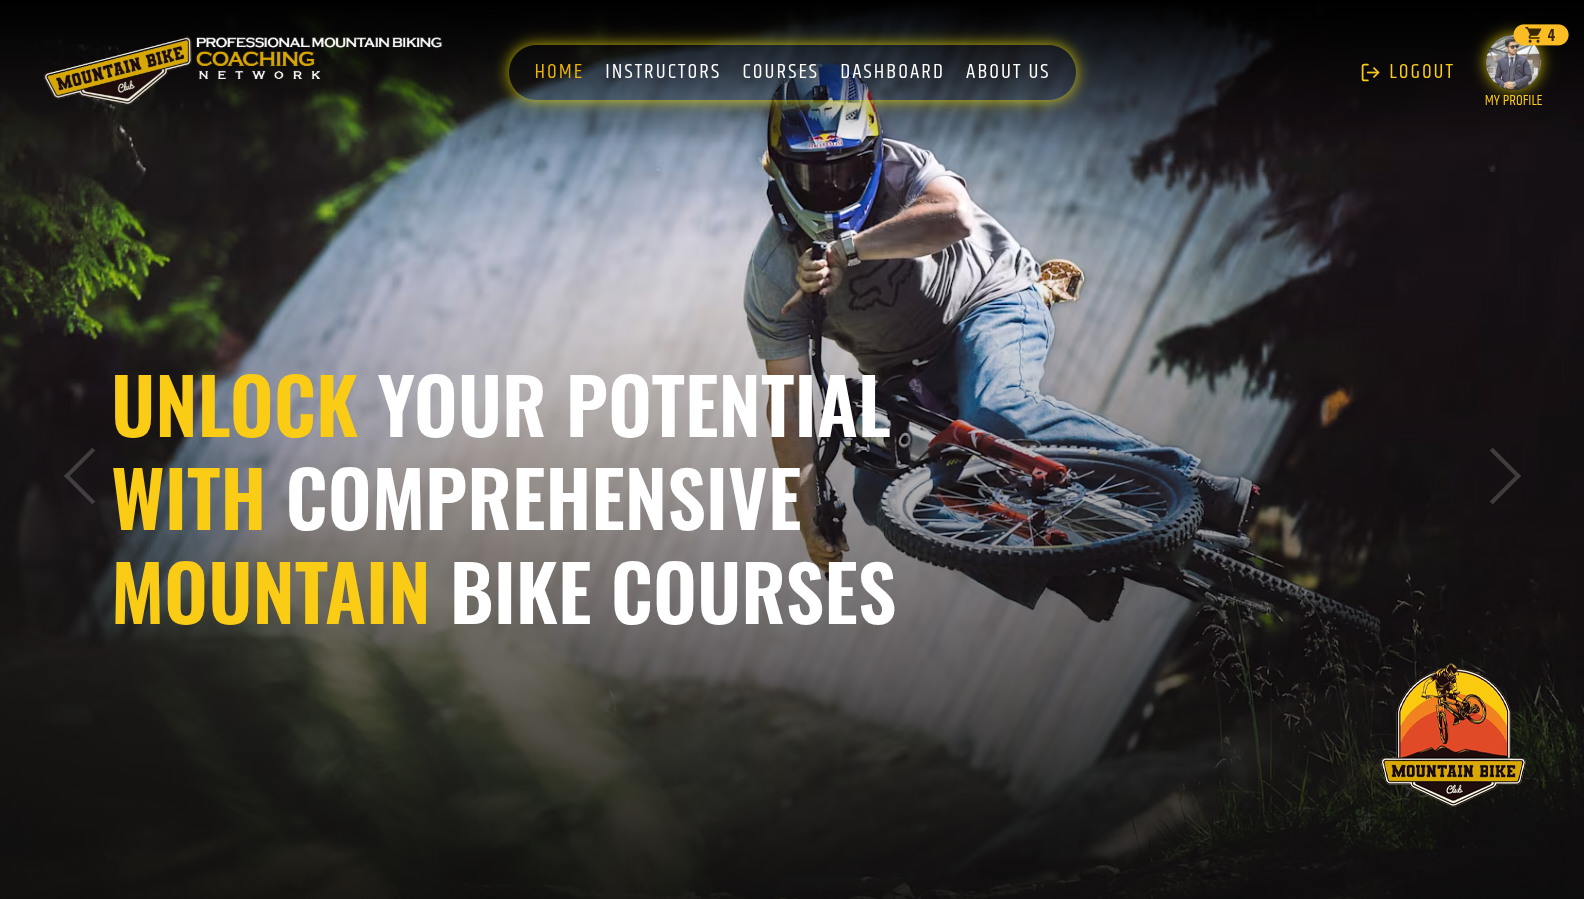 MOUNTAIN BIKE
Club
PROFESSIONAL MOUNTAIN BIKING
COACHING
NETWORK
HOME
INSTRUCTORS
COURSES
DASHBOARD
ABOUT US
LOGOUT
4
MY PROFILE
UNLOCK YOUR POTENTIAL
WITH COMPREHENSIVE
MOUNTAIN BIKE COURSES
MOUNTAIN BIKE
Club